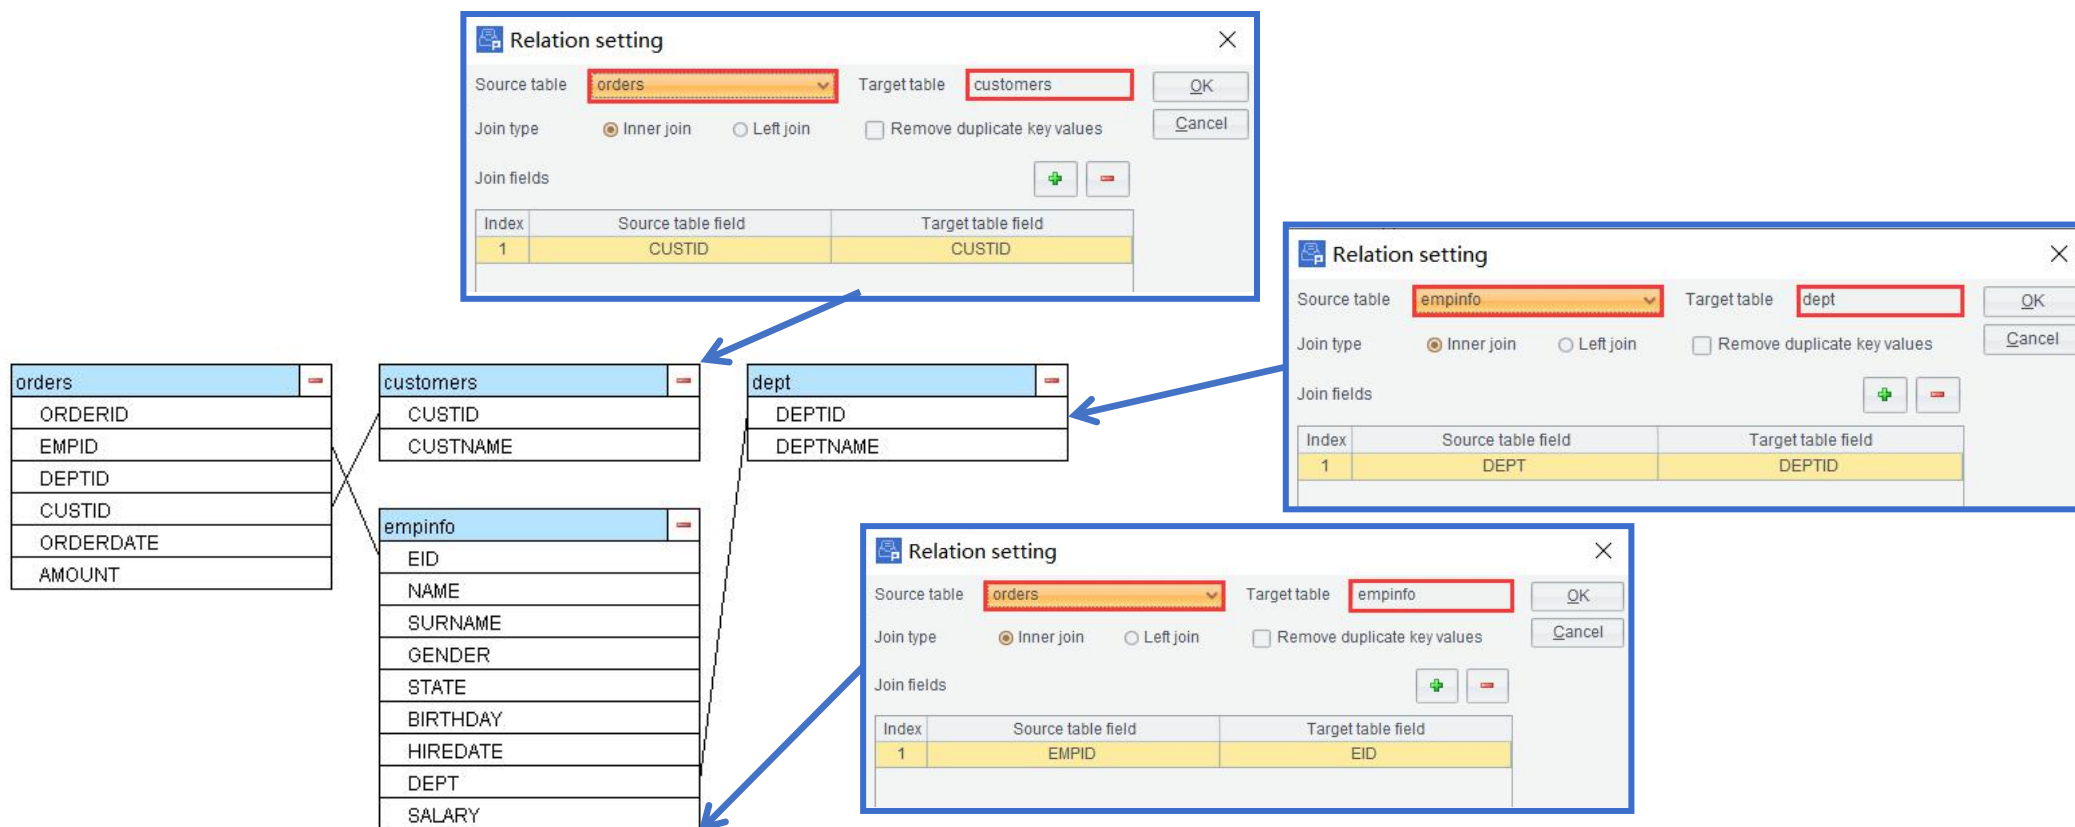 Relation setting
Source table orders Target table customers OK
Join type Inner join Left join Remove duplicate key values Cancel
Join fields
Index Source table field Target table field
1 CUSTID CUSTID
Relation setting
Source table empinfo Target table dept OK
Join type Inner join Left join Remove duplicate key values Cancel
Join fields
Index Source table field Target table field
1 DEPT DEPTID
orders
ORDERID
EMPID
DEPTID
CUSTID
ORDERDATE
AMOUNT
customers
CUSTID
CUSTNAME
dept
DEPTID
DEPTNAME
empinfo
EID
NAME
SURNAME
GENDER
STATE
BIRTHDAY
HIREDATE
DEPT
SALARY
Relation setting
Source table orders Target table empinfo OK
Join type Inner join Left join Remove duplicate key values Cancel
Join fields
Index Source table field Target table field
1 EMPID EID